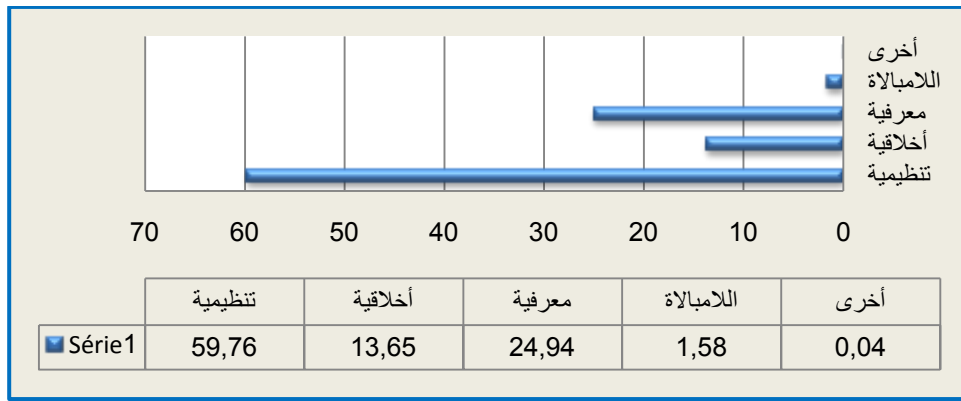 أخرى
اللامبالاة
معرفية
أخلاقية
تنظيمية
70 60 50 40 30 20 10 0
تنظيمية أخلاقية معرفية اللامبالاة أخرى
Série1 59,76 13,65 24,94 1,58 0,04